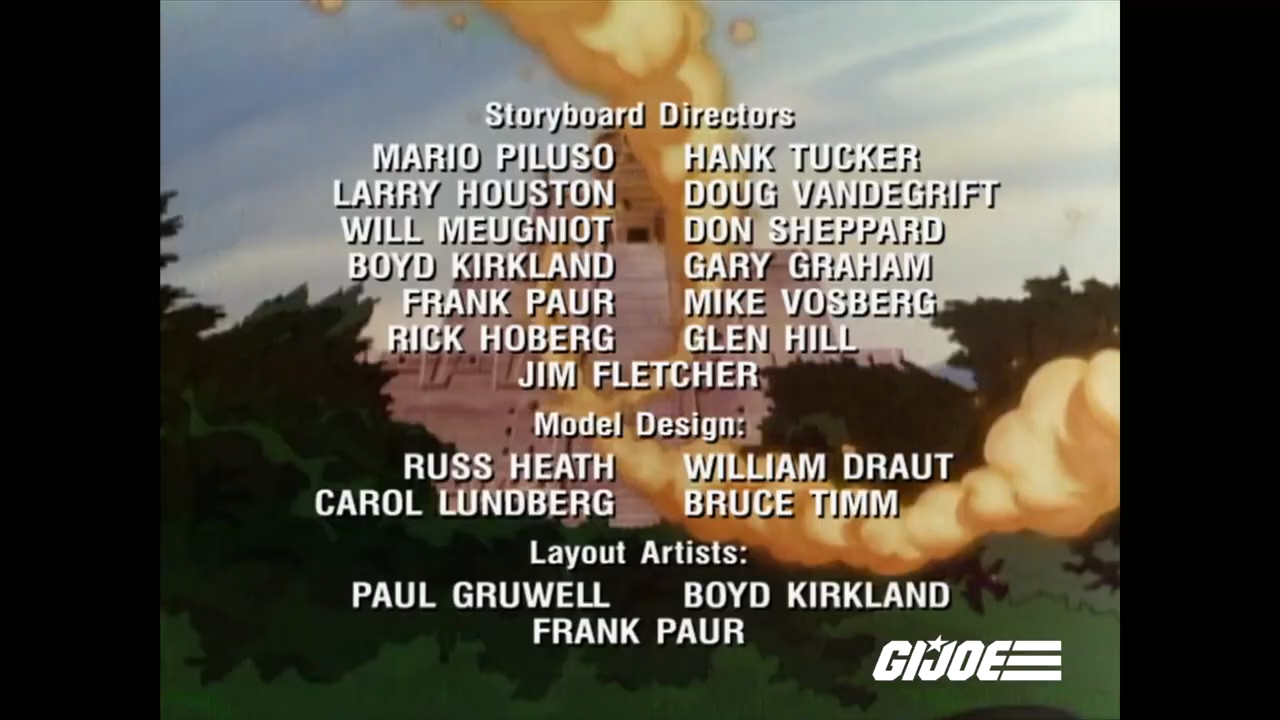 Storyboard Directors
MARIO PILUSO HANK TUCKER
LARRY HOUSTON DOUG VANDEGRIFT
WILL MEUGNIOT DON SHEPPARD
BOYD KIRKLAND GARY GRAHAM
FRANK PAUR MIKE VOSBERG
RICK HOBERG GLEN HILL
JIM FLETCHER
Model Design:
RUSS HEATH WILLIAM DRAUT
CAROL LUNDBERG BRUCE TIMM
Layout Artists:
PAUL GRUWELL BOYD KIRKLAND
FRANK PAUR
GIJOE